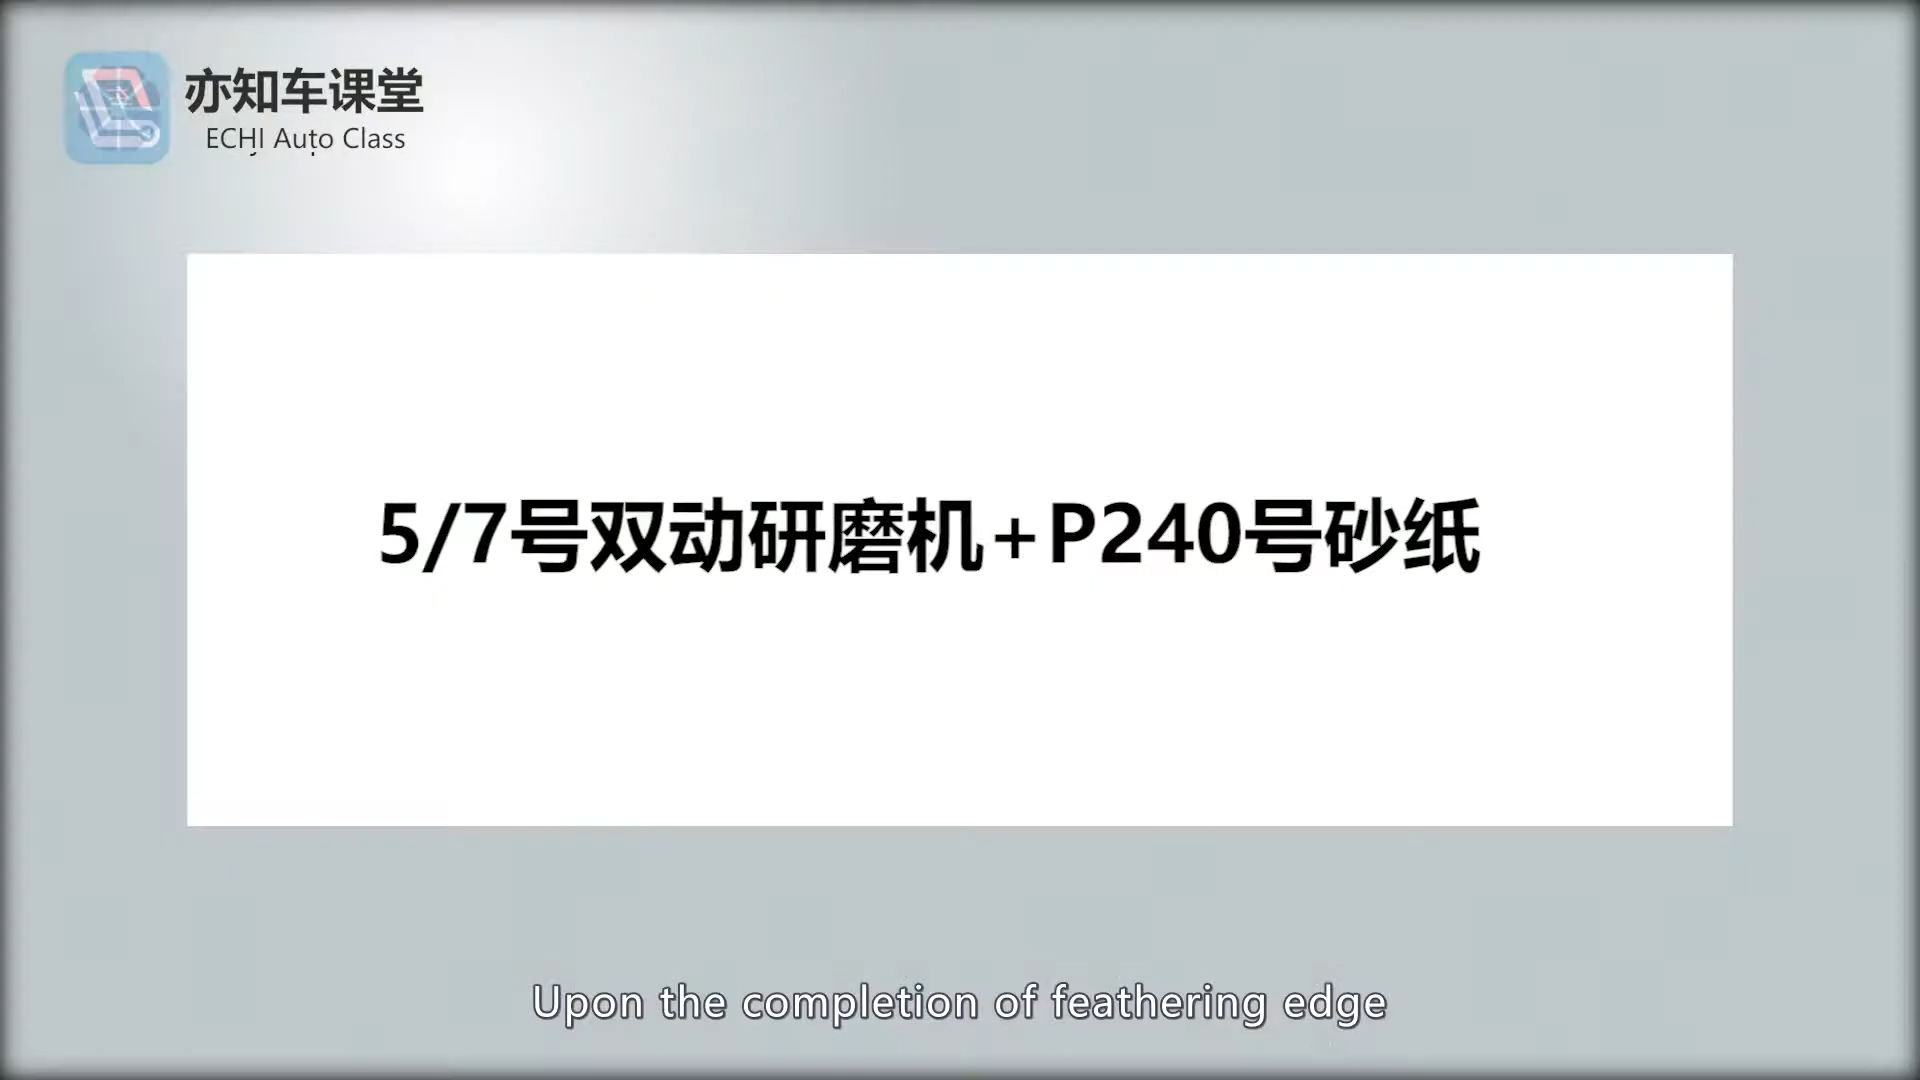 亦知车课堂
ECHI Auto Class
5/7号双动研磨机+P240号砂纸
Upon the completion of feathering edge